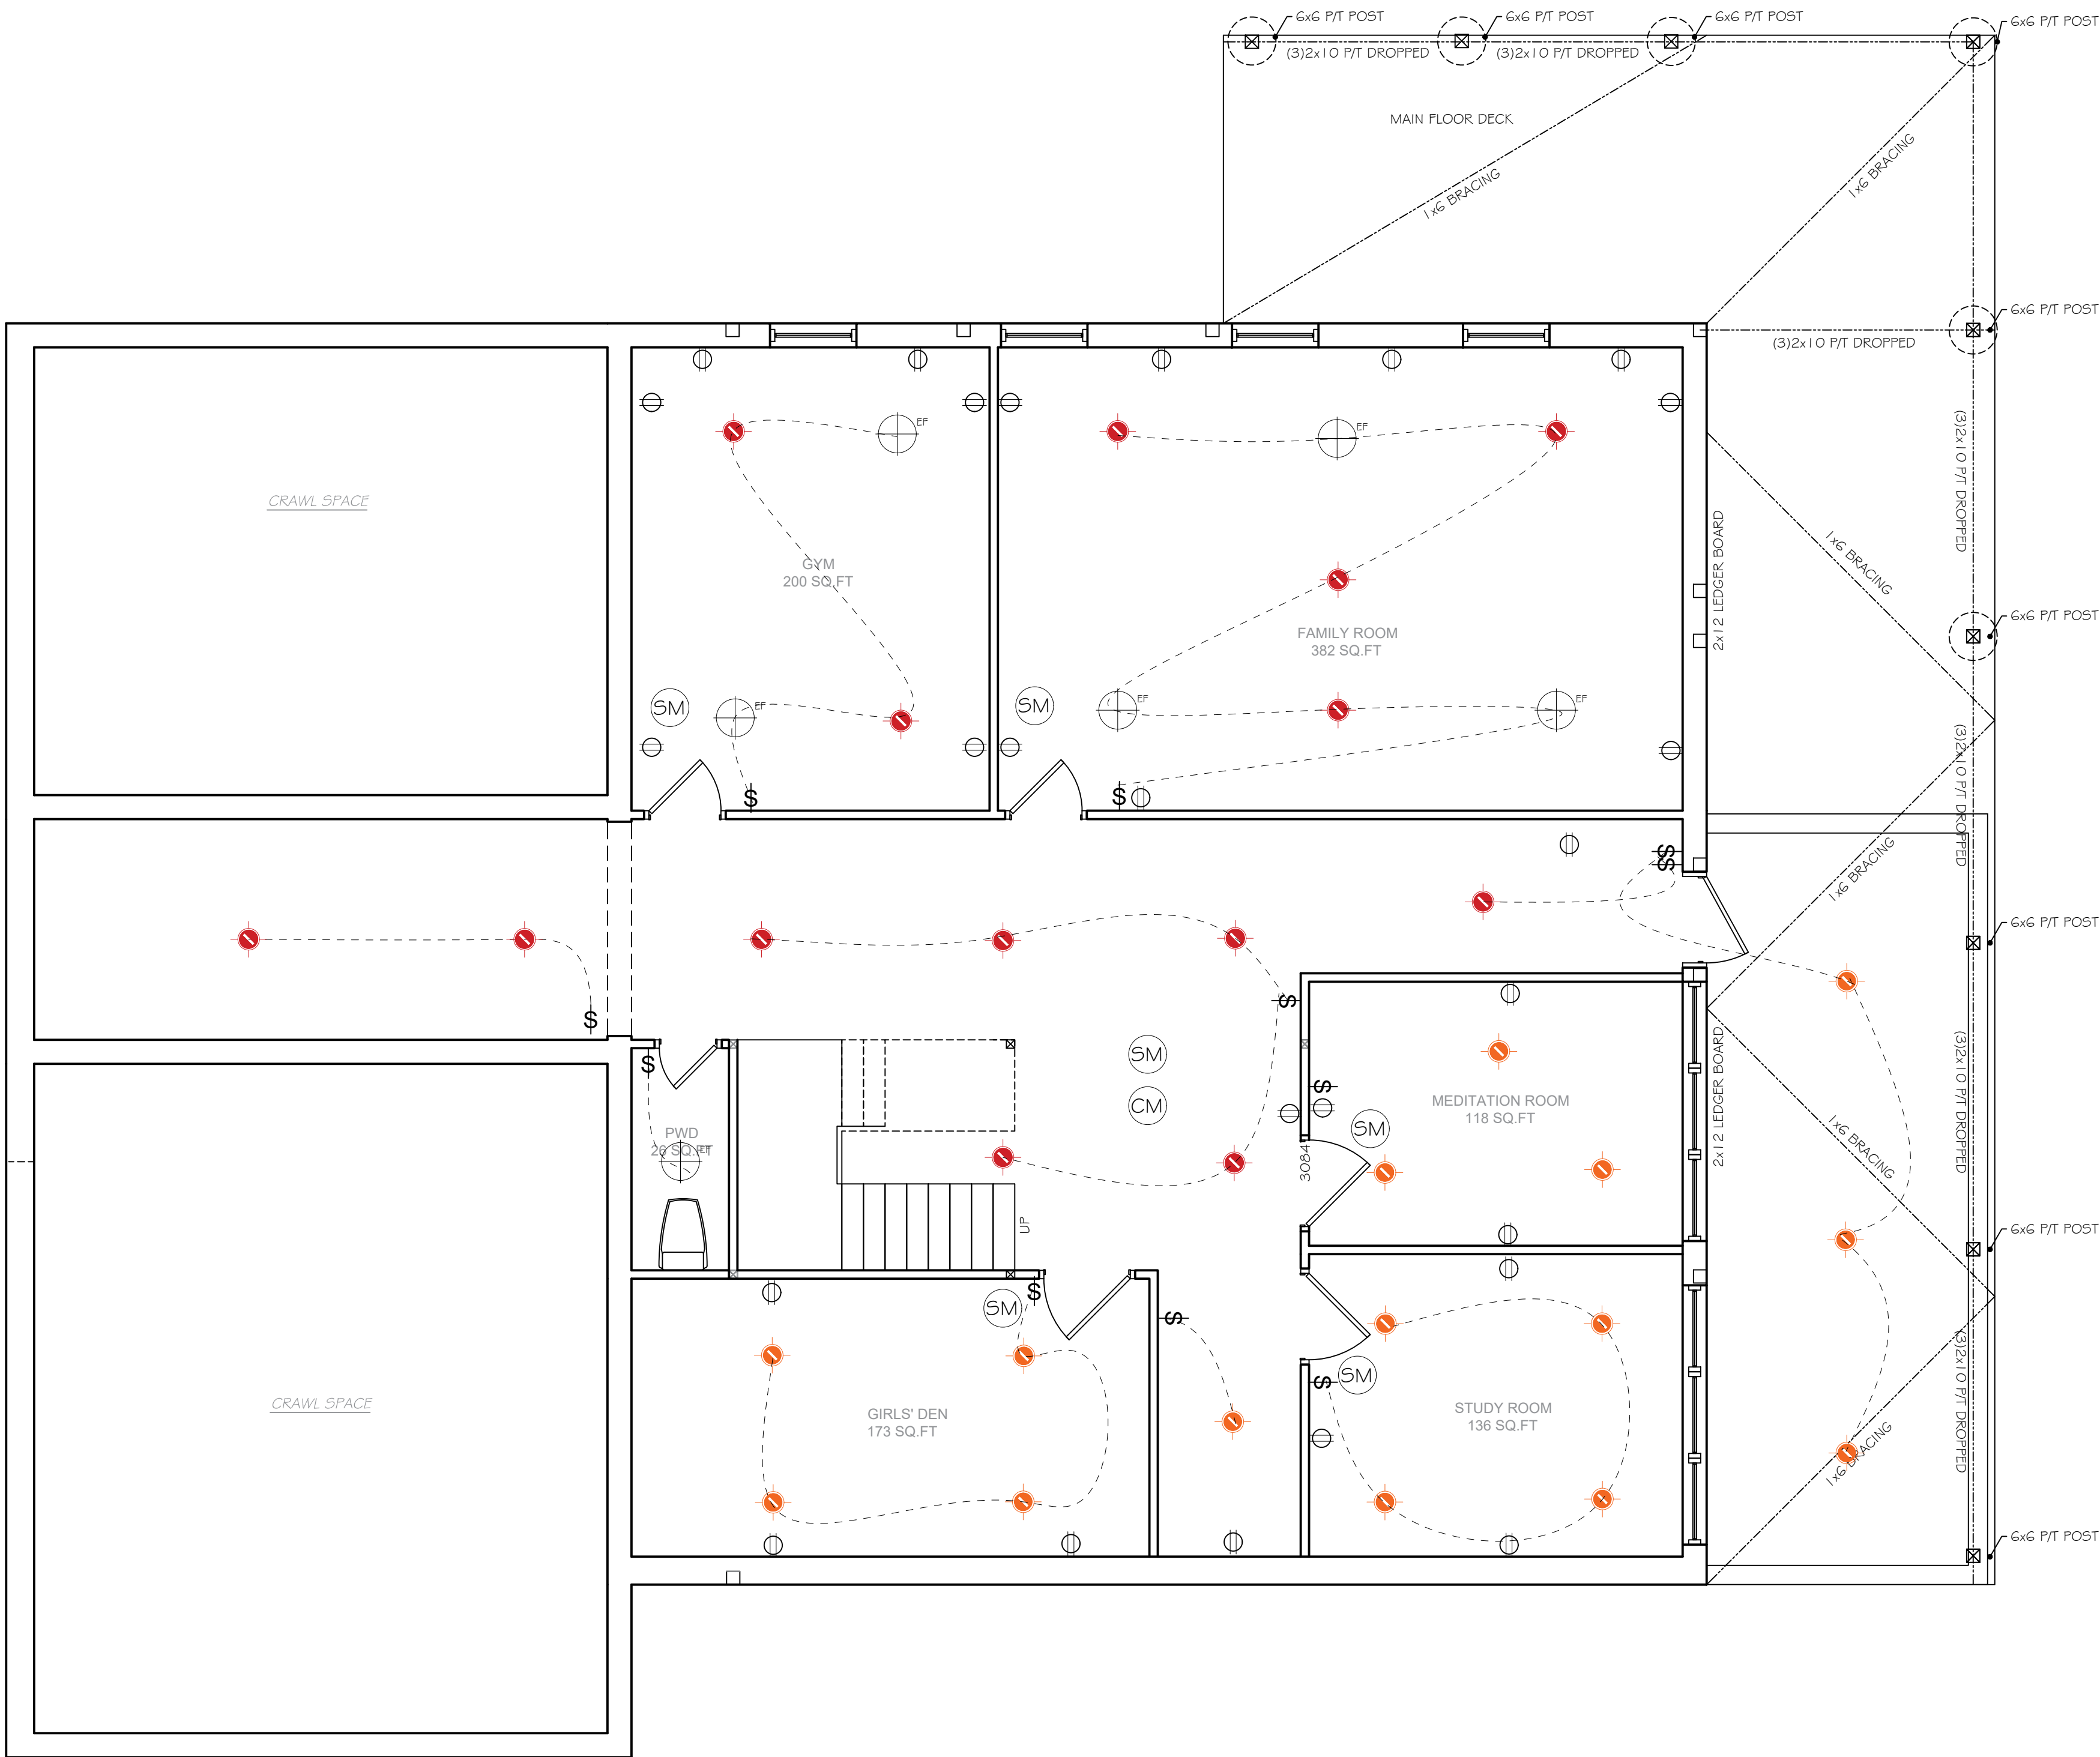 6x6 P/T POST
6x6 P/T POST
6x6 P/T POST
6x6 P/T POST
(3)2x10 P/T DROPPED
(3)2x10 P/T DROPPED
MAIN FLOOR DECK
1x6 BRACING
1x6 BRACING
6x6 P/T POST
(3)2x10 P/T DROPPED
(3)2x10 P/T DROPPED
EF
EF
CRAWL SPACE
2x12 LEDGER BOARD
1x6 BRACING
GYM
200 SQ.FT
FAMILY ROOM
382 SQ.FT
6x6 P/T POST
SM
EF
SM
EF
EF
$
$
(3)2x10 P/T DROPPED
$
$
1x6 BRACING
6x6 P/T POST
$
$
$
SM
CM
$
2x12 LEDGER BOARD
(3)2x10 P/T DROPPED
MEDITATION ROOM
118 SQ.FT
SM
PWD
26 SQ.FT
EF
3084
1x6 BRACING
UP
6x6 P/T POST
SM
$
$
SM
$
GIRLS' DEN
173 SQ.FT
STUDY ROOM
136 SQ.FT
CRAWL SPACE
(3)2x10 P/T DROPPED
1x6 BRACING
6x6 P/T POST